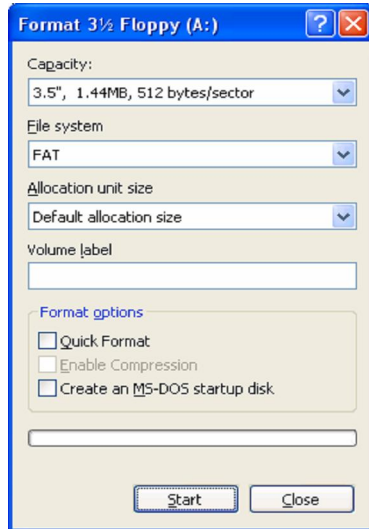 Format 3½ Floppy (A:)
Capacity:
3.5", 1.44MB, 512 bytes/sector
File system
FAT
Allocation unit size
Default allocation size
Volume label
Format options
Quick Format
Enable Compression
Create an MS-DOS startup disk
Start Close